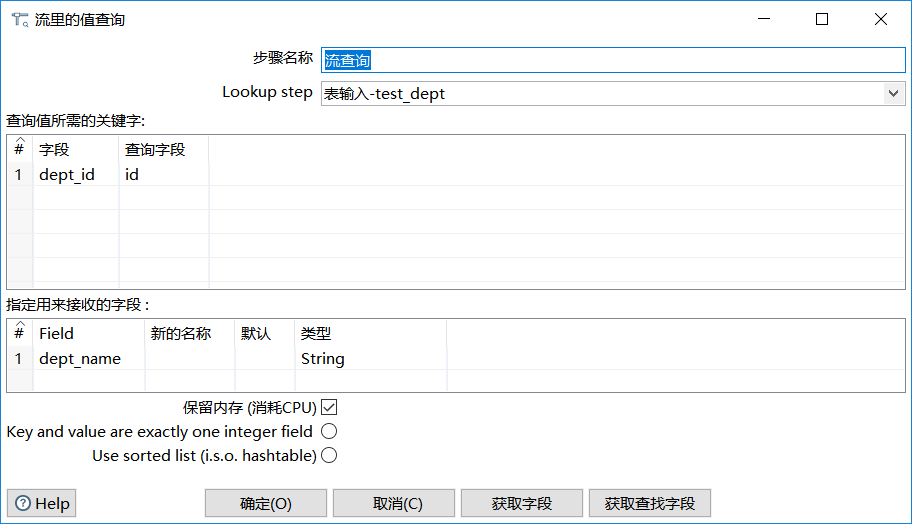 流里的值查询
步骤名称 流查询
Lookup step 表输入-test_dept
查询值所需的关键字:
# 字段 查询字段
1 dept_id id
指定用来接收的字段 :
# Field 新的名称 默认 类型
1 dept_name String
保留内存 (消耗CPU)
Key and value are exactly one integer field
Use sorted list (i.s.o. hashtable)
Help 确定(O) 取消(C) 获取字段 获取查找字段